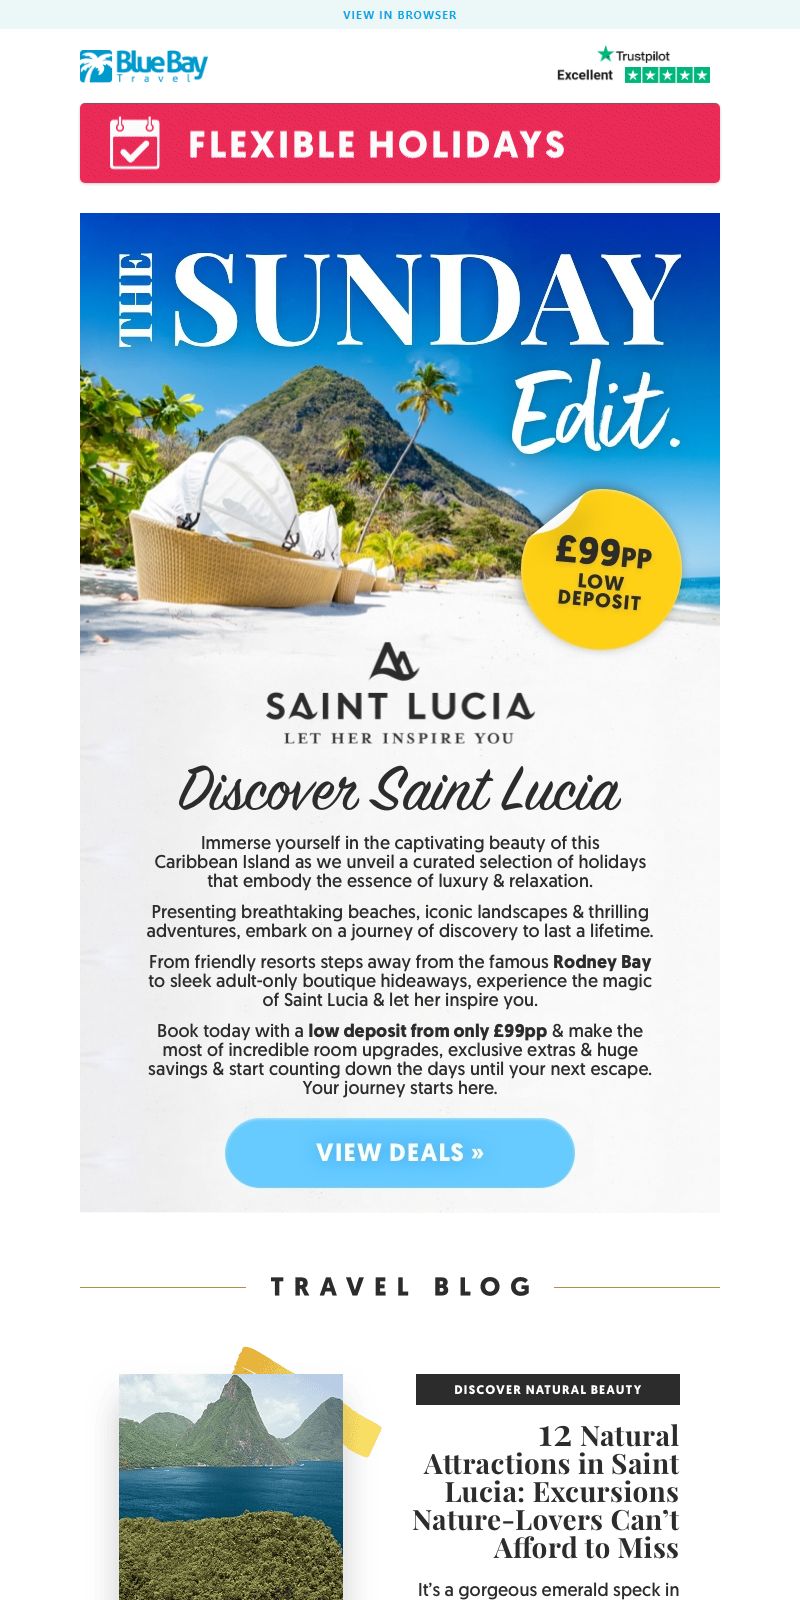 VIEW IN BROWSER
BlueBay
Travel
Trustpilot
Excellent
FLEXIBLE HOLIDAYS
THE SUNDAY
Edit.
£99PP
LOW
DEPOSIT
SAINT LUCIA
LET HER INSPIRE YOU
Discover Saint Lucia
Immerse yourself in the captivating beauty of this
Caribbean Island as we unveil a curated selection of holidays
that embody the essence of luxury & relaxation.
Presenting breathtaking beaches, iconic landscapes & thrilling
adventures, embark on a journey of discovery to last a lifetime.
From friendly resorts steps away from the famous Rodney Bay
to sleek adult-only boutique hideaways, experience the magic
of Saint Lucia & let her inspire you.
Book today with a low deposit from only £99pp & make the
most of incredible room upgrades, exclusive extras & huge
savings & start counting down the days until your next escape.
Your journey starts here.
VIEW DEALS »
TRAVEL BLOG
DISCOVER NATURAL BEAUTY
12 Natural
Attractions in Saint
Lucia: Excursions
Nature-Lovers Can’t
Afford to Miss
It’s a gorgeous emerald speck in